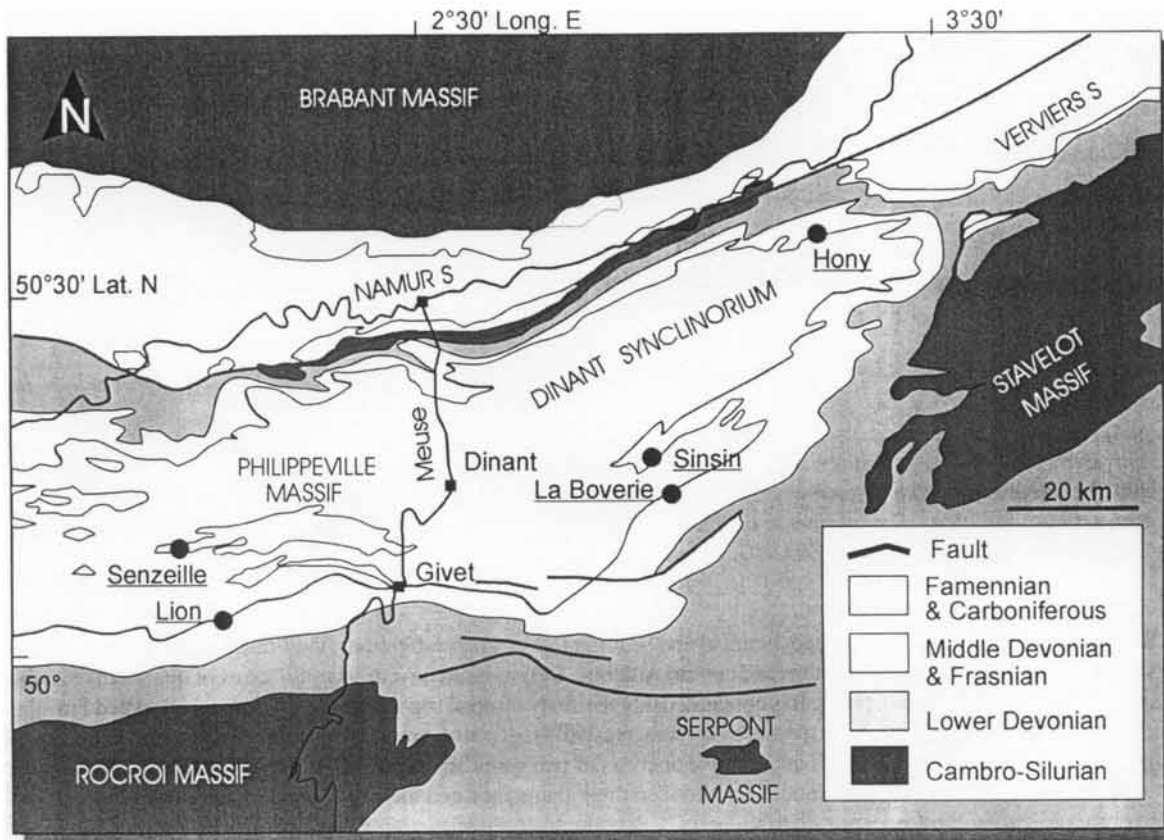 2°30' Long. E
3°30'
BRABANT MASSIF
N
VERVIERS S
50°30' Lat. N
NAMUR S
Hony
DINANT SYNCLINORIUM
STAVELOT
MASSIF
Meuse
PHILIPPEVILLE
MASSIF
Dinant
Sinsin
La Boverie
20 km
Senzeille
Givet
Lion
50°
Fault
Famennian
& Carboniferous
Middle Devonian
& Frasnian
Lower Devonian
Cambro-Silurian
SERPONT
MASSIF
ROCROI MASSIF